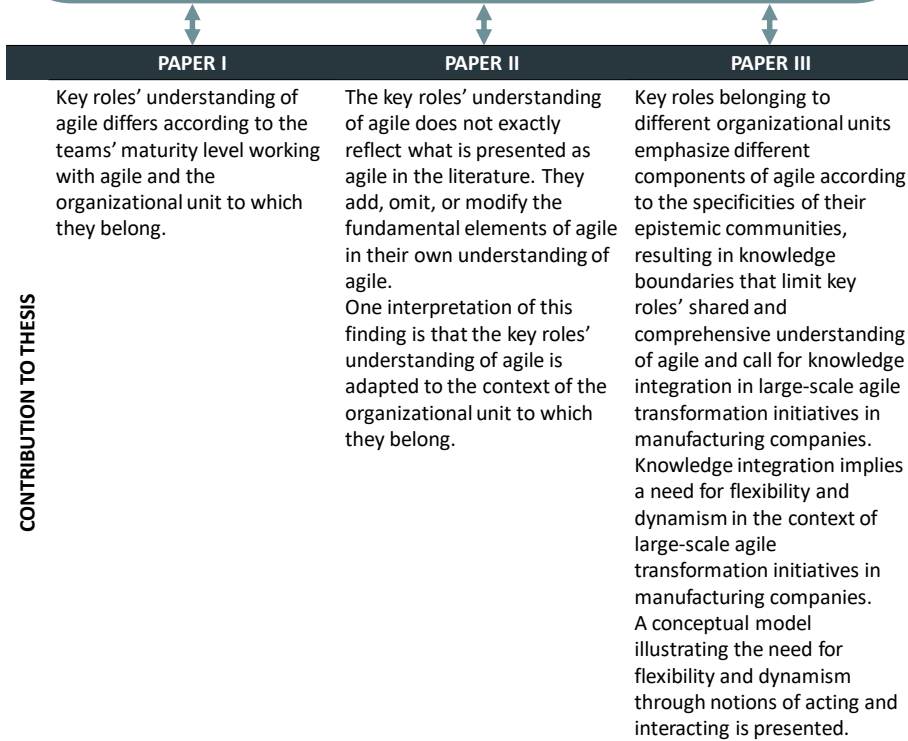 PAPER I
PAPER II
PAPER III
CONTRIBUTION TO THESIS
Key roles’ understanding of
agile differs according to the
teams’ maturity level working
with agile and the
organizational unit to which
they belong.
The key roles’ understanding
of agile does not exactly
reflect what is presented as
agile in the literature. They
add, omit, or modify the
fundamental elements of agile
in their own understanding of
agile.
One interpretation of this
finding is that the key roles’
understanding of agile is
adapted to the context of the
organizational unit to which
they belong.
Key roles belonging to
different organizational units
emphasize different
components of agile according
to the specificities of their
epistemic communities,
resulting in knowledge
boundaries that limit key
roles’ shared and
comprehensive understanding
of agile and call for knowledge
integration in large-scale agile
transformation initiatives in
manufacturing companies.
Knowledge integration implies
a need for flexibility and
dynamism in the context of
large-scale agile
transformation initiatives in
manufacturing companies.
A conceptual model
illustrating the need for
flexibility and dynamism
through notions of acting and
interacting is presented.